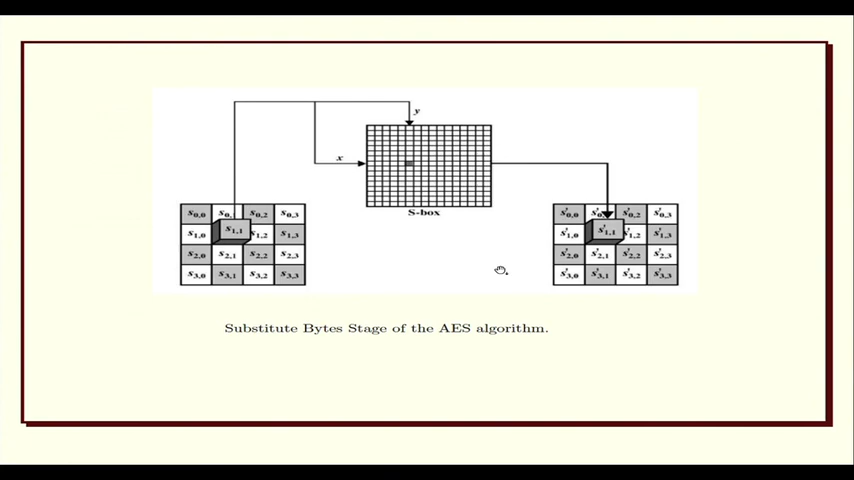 y
x
S-box
s0,0 s0, s0,2 s0,3
s1,0 s1,1 s1,2 s1,3
s2,0 s2,1 s2,2 s2,3
s3,0 s3,1 s3,2 s3,3
s'0,0 s'0, s'0,2 s'0,3
s'1,0 s'1,1 s'1,2 s'1,3
s'2,0 s'2,1 s'2,2 s'2,3
s'3,0 s'3,1 s'3,2 s'3,3
Substitute Bytes Stage of the AES algorithm.